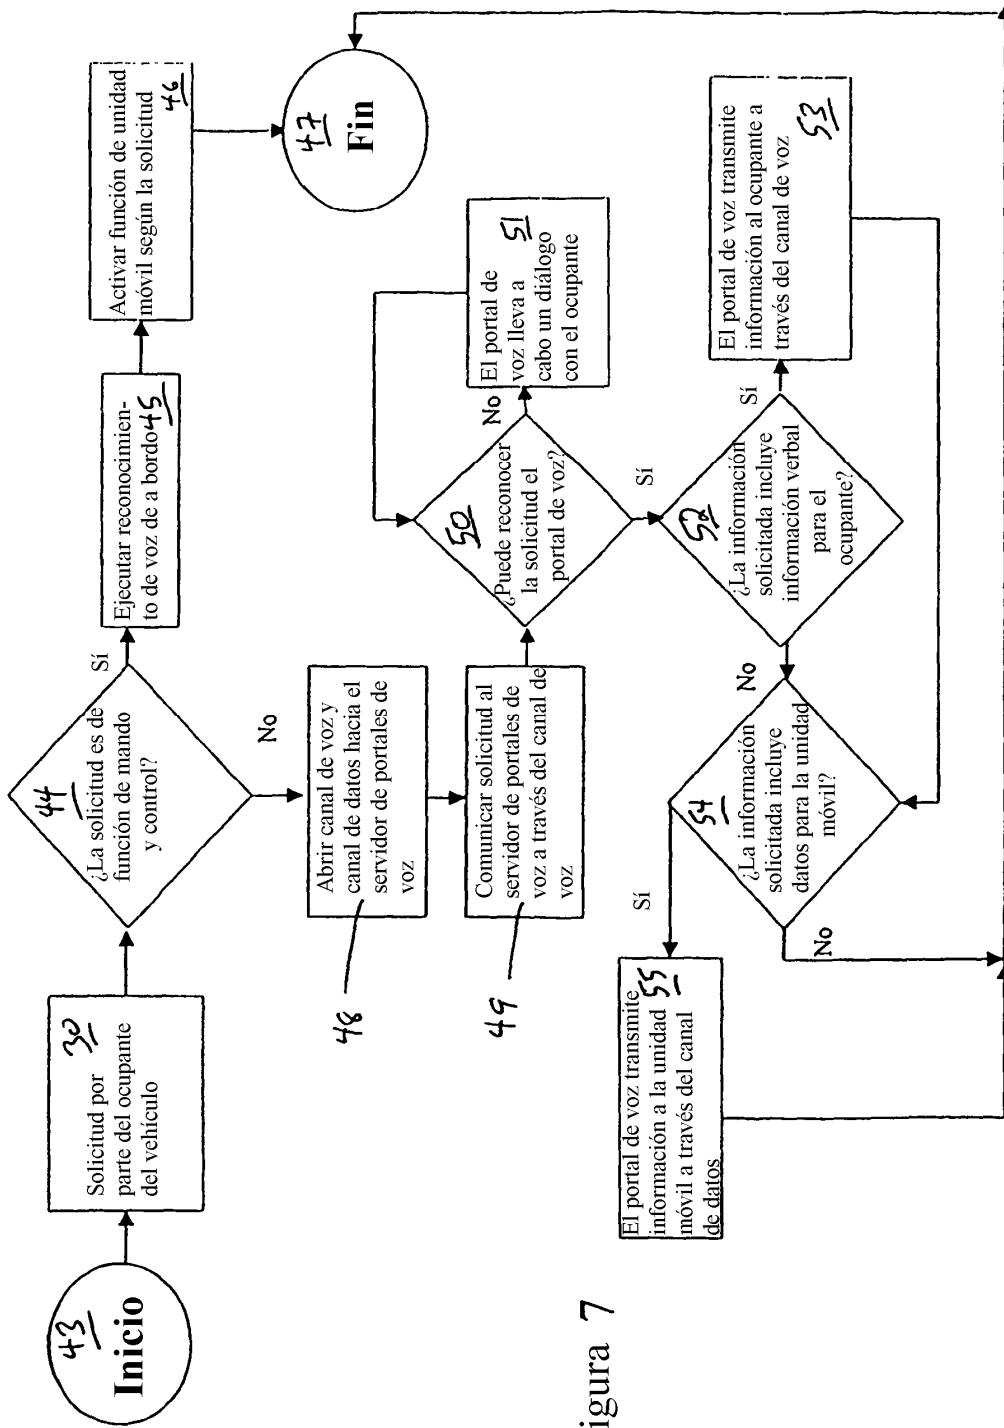 43
Inicio
Solicitud por
parte del ocupante
del vehículo
30
44
¿La solicitud es de
función de mando
y control?
Sí
Ejecutar reconocimien-
to de voz de a bordo 45
Activar función de unidad
móvil según la solicitud
46
47
Fin
No
Abrir canal de voz y
canal de datos hacia el
servidor de portales de
voz
48
Comunicar solicitud al
servidor de portales de
voz a través del canal de
voz
49
50
¿Puede reconocer
la solicitud el
portal de voz?
No
El portal de
voz lleva a
cabo un diálogo
con el ocupante
51
Sí
52
¿La información
solicitada incluye
información verbal
para el
ocupante?
Sí
El portal de voz transmite
información al ocupante a
través del canal de voz
53
No
54
¿La información
solicitada incluye
datos para la unidad
móvil?
Sí
El portal de voz transmite
información a la unidad
móvil a través del canal
de datos
55
No
igura 7